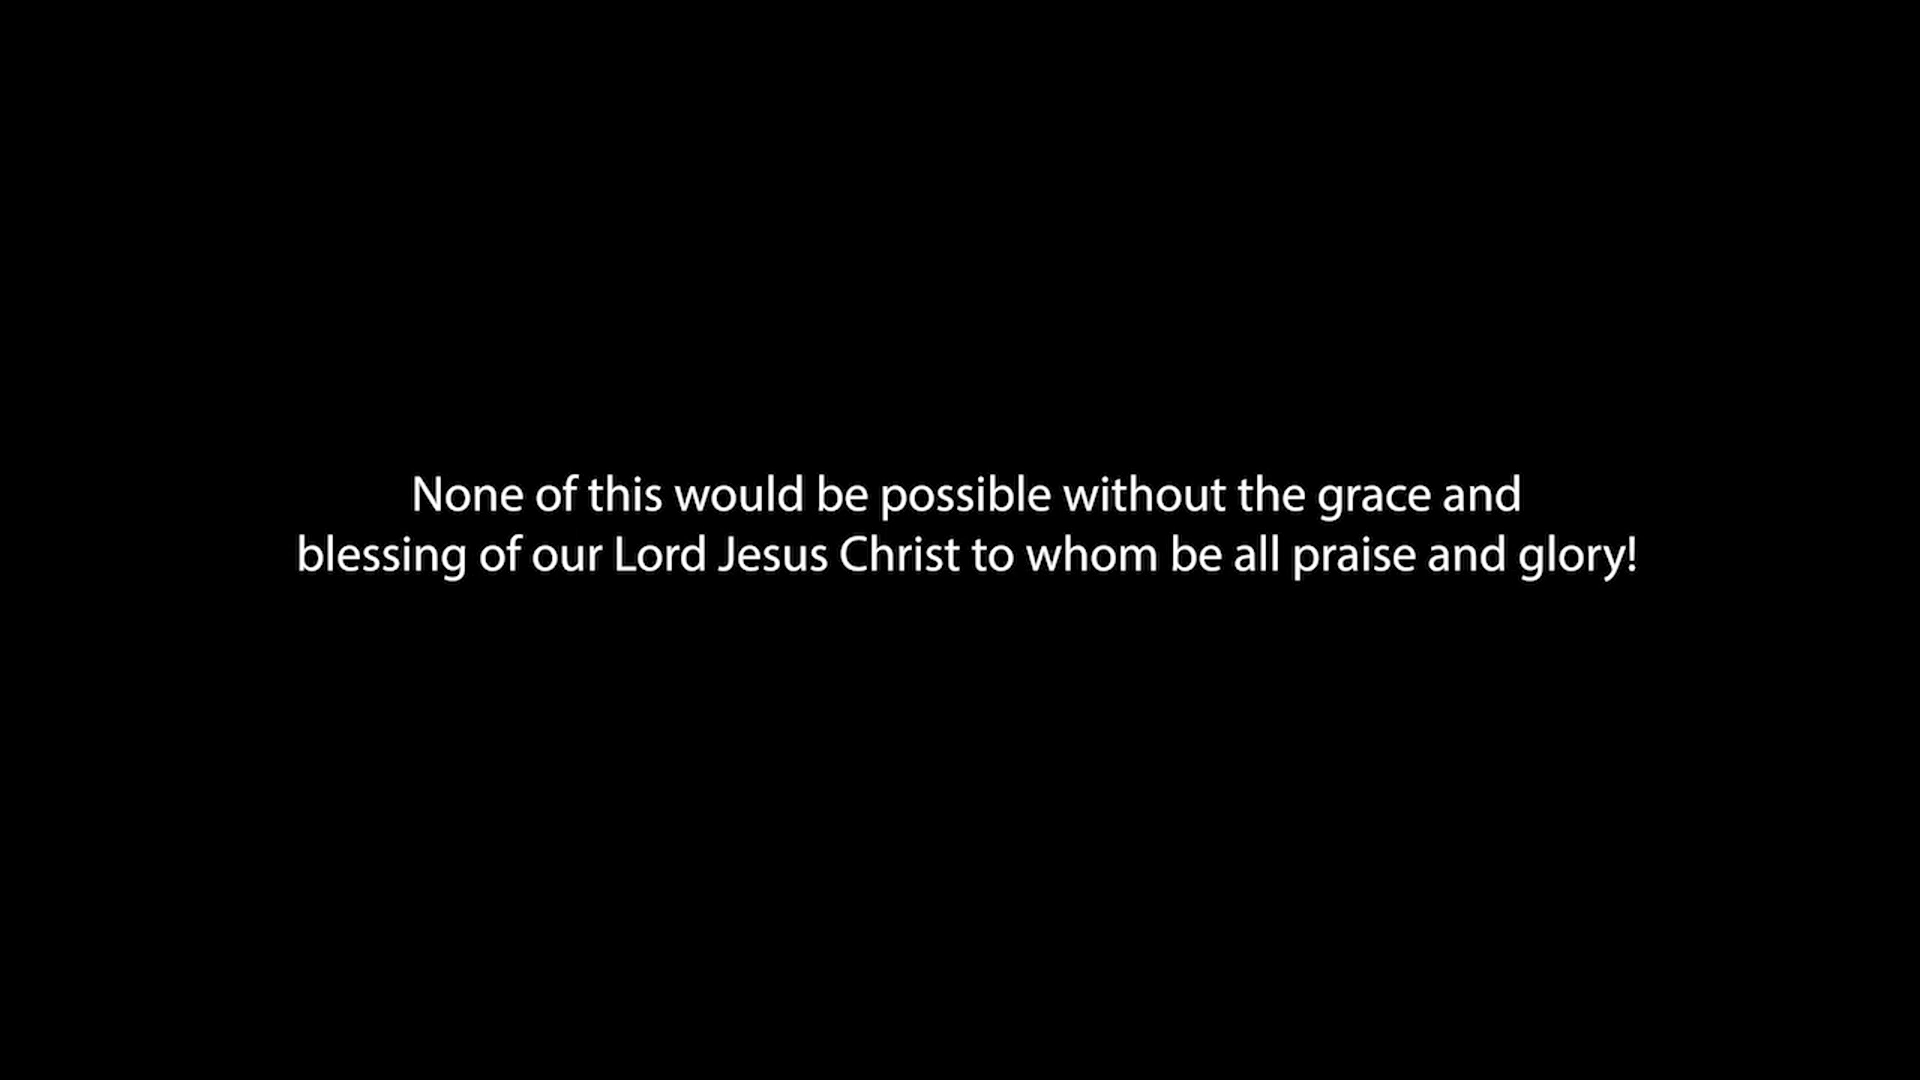 None of this would be possible without the grace and
blessing of our Lord Jesus Christ to whom be all praise and glory!